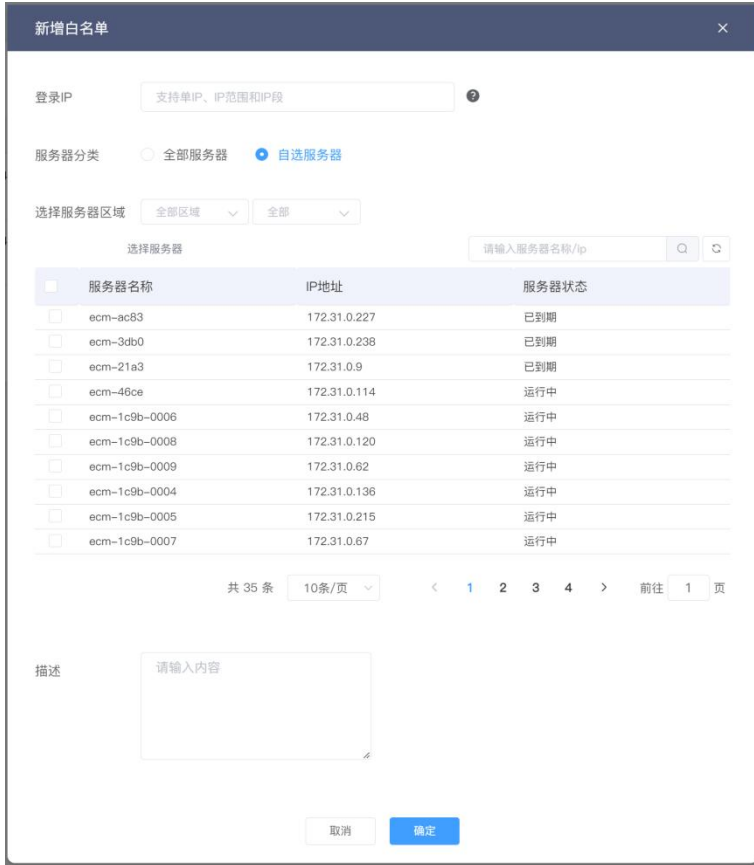 新增白名单
登录IP 支持单IP、IP范围和IP段 ?
服务器分类 全部服务器 自选服务器
选择服务器区域 全部区域 全部
选择服务器 请输入服务器名称/ip
服务器名称 IP地址 服务器状态
ecm-ac83 172.31.0.227 已到期
ecm-3db0 172.31.0.238 已到期
ecm-21a3 172.31.0.9 已到期
ecm-46ce 172.31.0.114 运行中
ecm-1c9b-0006 172.31.0.48 运行中
ecm-1c9b-0008 172.31.0.120 运行中
ecm-1c9b-0009 172.31.0.62 运行中
ecm-1c9b-0004 172.31.0.136 运行中
ecm-1c9b-0005 172.31.0.215 运行中
ecm-1c9b-0007 172.31.0.67 运行中
共 35 条 10条/页 < 1 2 3 4 > 前往 1 页
描述 请输入内容
取消 确定